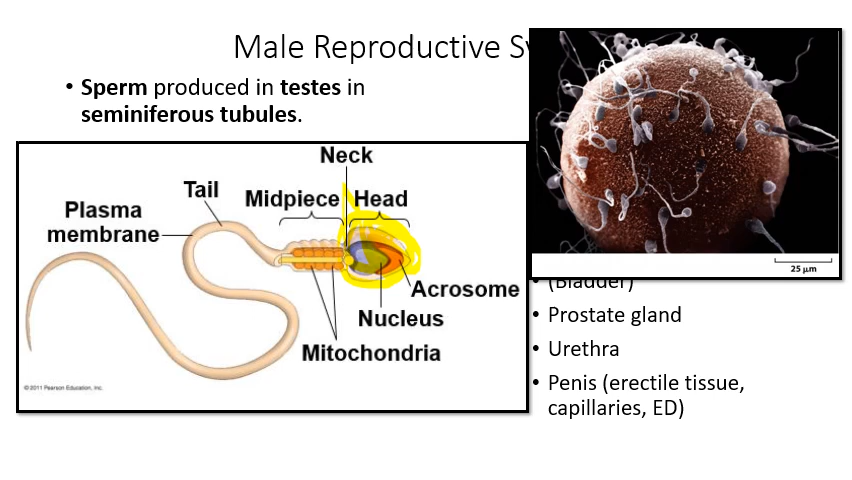 Male Reproductive Sy
• Sperm produced in testes in
seminiferous tubules.
Neck
Tail
Midpiece
Head
Plasma
membrane
Acrosome
Nucleus
Mitochondria
© 2011 Pearson Education, Inc.
25 µm
• (Bladder)
• Prostate gland
• Urethra
• Penis (erectile tissue,
capillaries, ED)